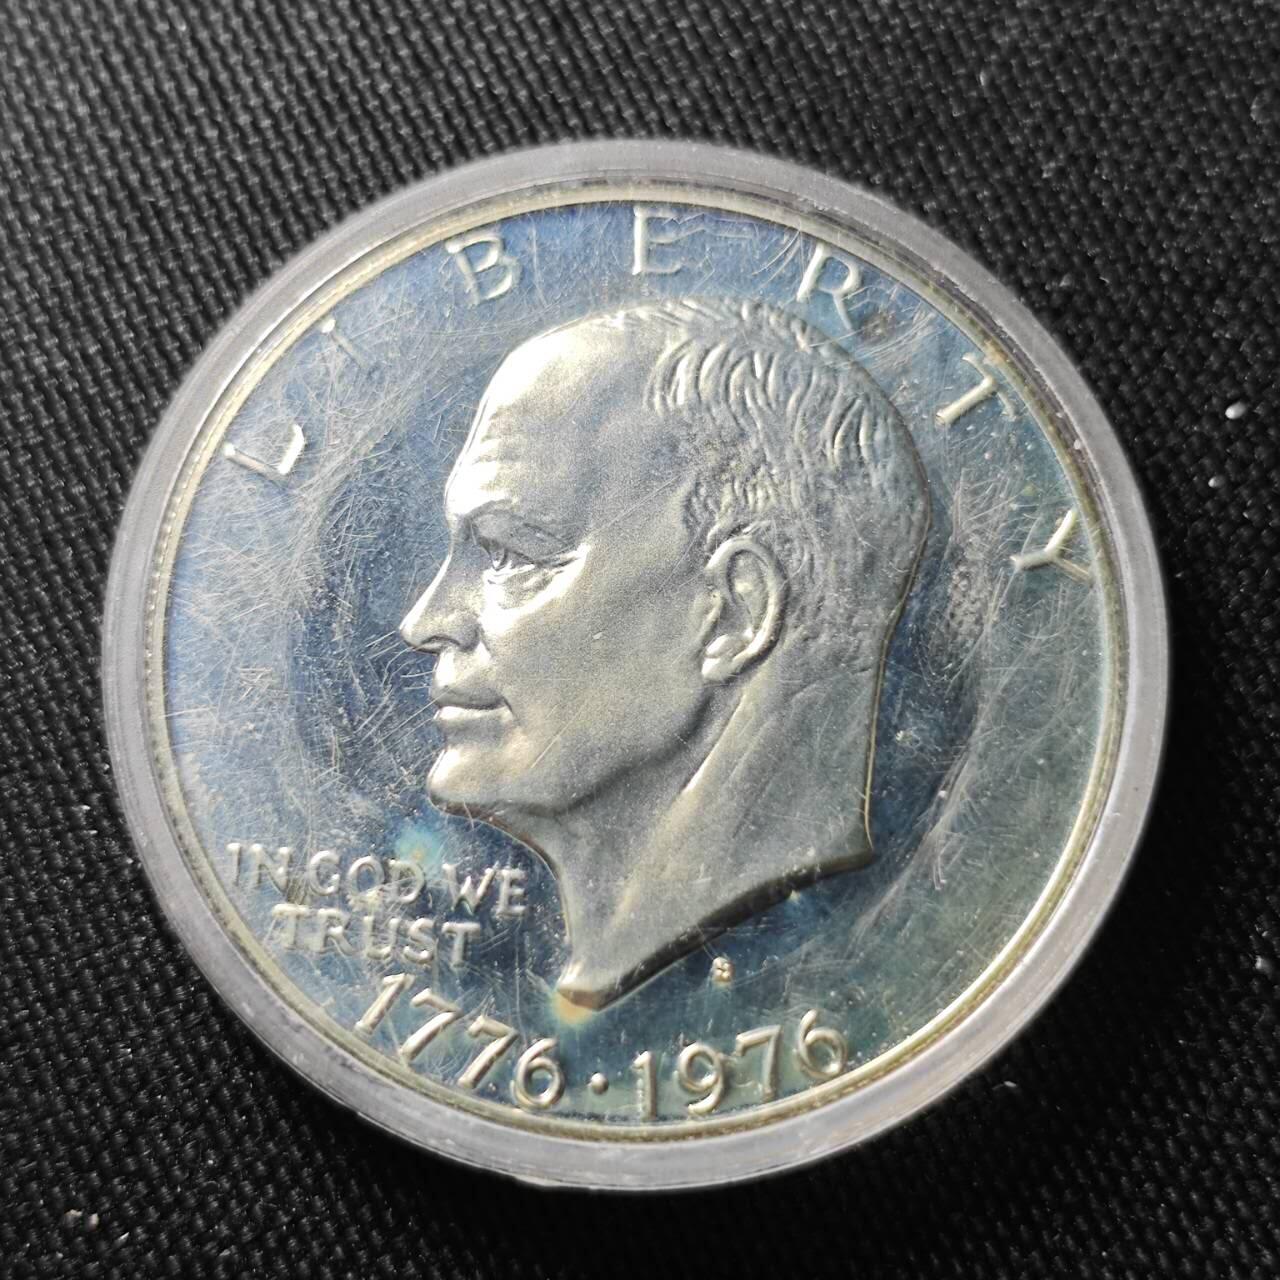 LIBERTY
IN GOD WE
TRUST
S
1776·1976